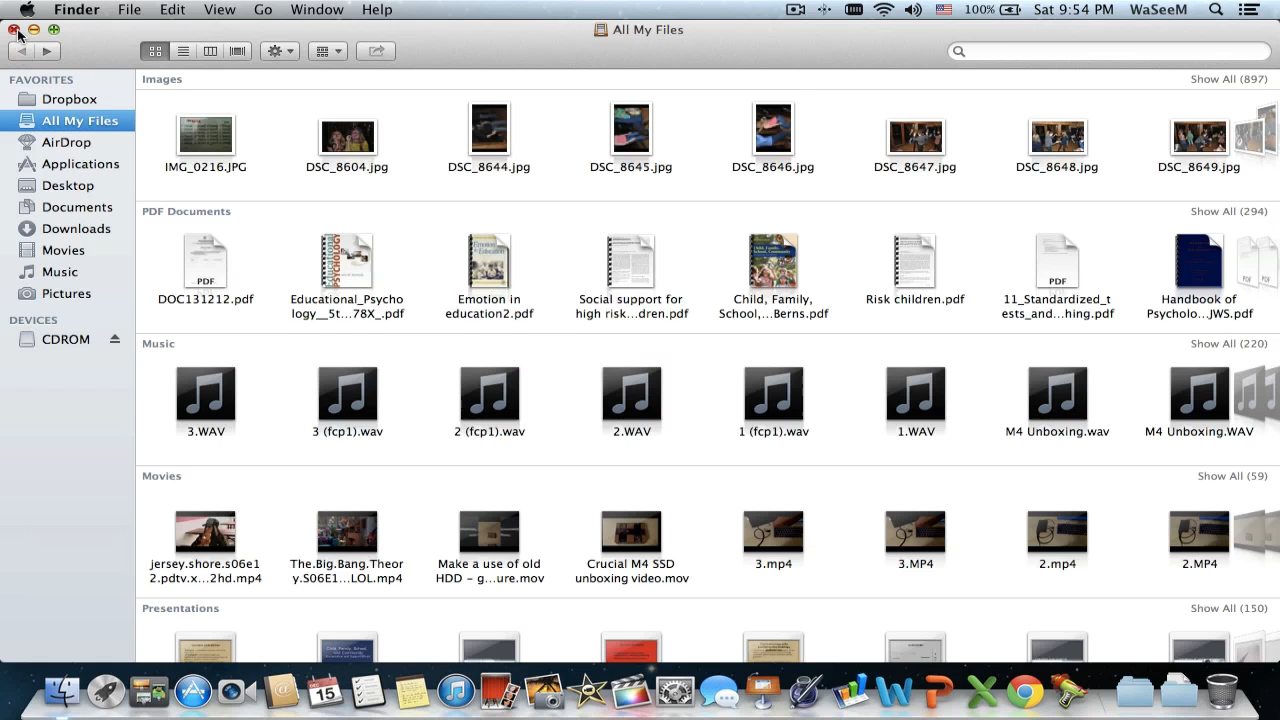 Finder File Edit View Go Window Help 100% Sat 9:54 PM WaSeeM
All My Files
FAVORITES
Dropbox
All My Files
AirDrop
Applications
Desktop
Documents
Downloads
Movies
Music
Pictures
DEVICES
CDROM
Images Show All (897)
IMG_0216.JPG DSC_8604.jpg DSC_8644.jpg DSC_8645.jpg DSC_8646.jpg DSC_8647.jpg DSC_8648.jpg DSC_8649.jpg
PDF Documents Show All (294)
PDF PDF
DOC131212.pdf Educational_Psycho Emotion in Social support for Child, Family, Risk children.pdf 11_Standardized_t Handbook of
logy__5t...78X_.pdf education2.pdf high risk...dren.pdf School,...Berns.pdf ests_and...hing.pdf Psycholo...JWS.pdf
Music Show All (220)
3.WAV 3 (fcp1).wav 2 (fcp1).wav 2.WAV 1 (fcp1).wav 1.WAV M4 Unboxing.wav M4 Unboxing.WAV
Movies Show All (59)
jersey.shore.s06e1 The.Big.Bang.Theor Make a use of old Crucial M4 SSD 3.mp4 3.MP4 2.mp4 2.MP4
2.pdtv.x...2hd.mp4 y.S06E1...LOL.mp4 HDD - g...ure.mov unboxing video.mov
Presentations Show All (150)
DEC
15